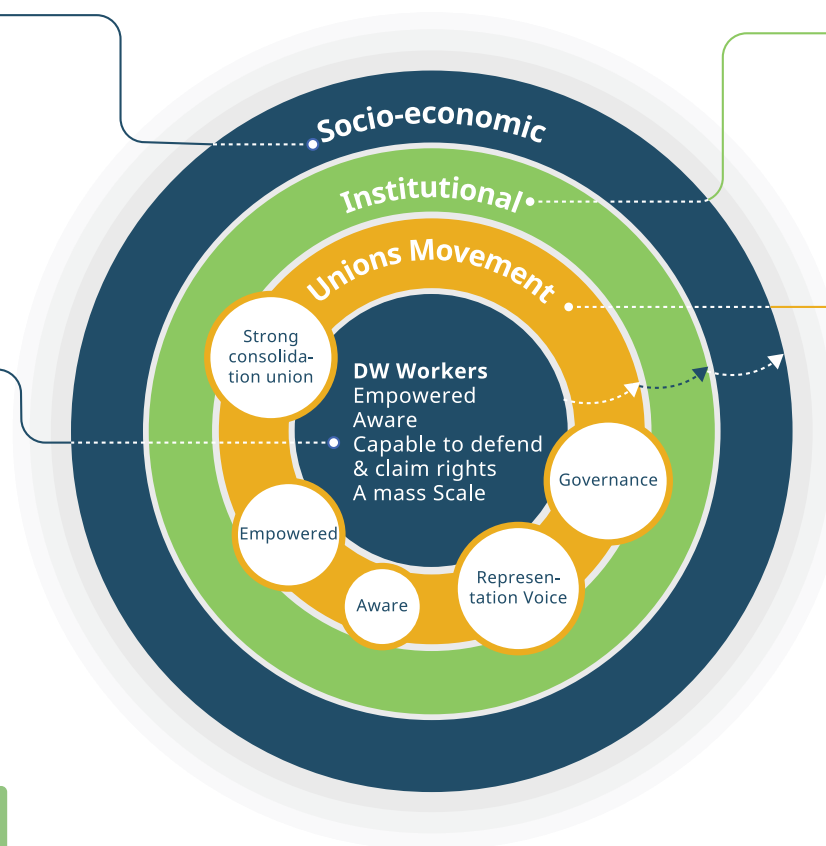 Socio-economic
Institutional
Unions Movement
Strong
consolida-
tion union
DW Workers
Empowered
Aware
Capable to defend
& claim rights
A mass Scale
Governance
Empowered
Represen-
tation Voice
Aware